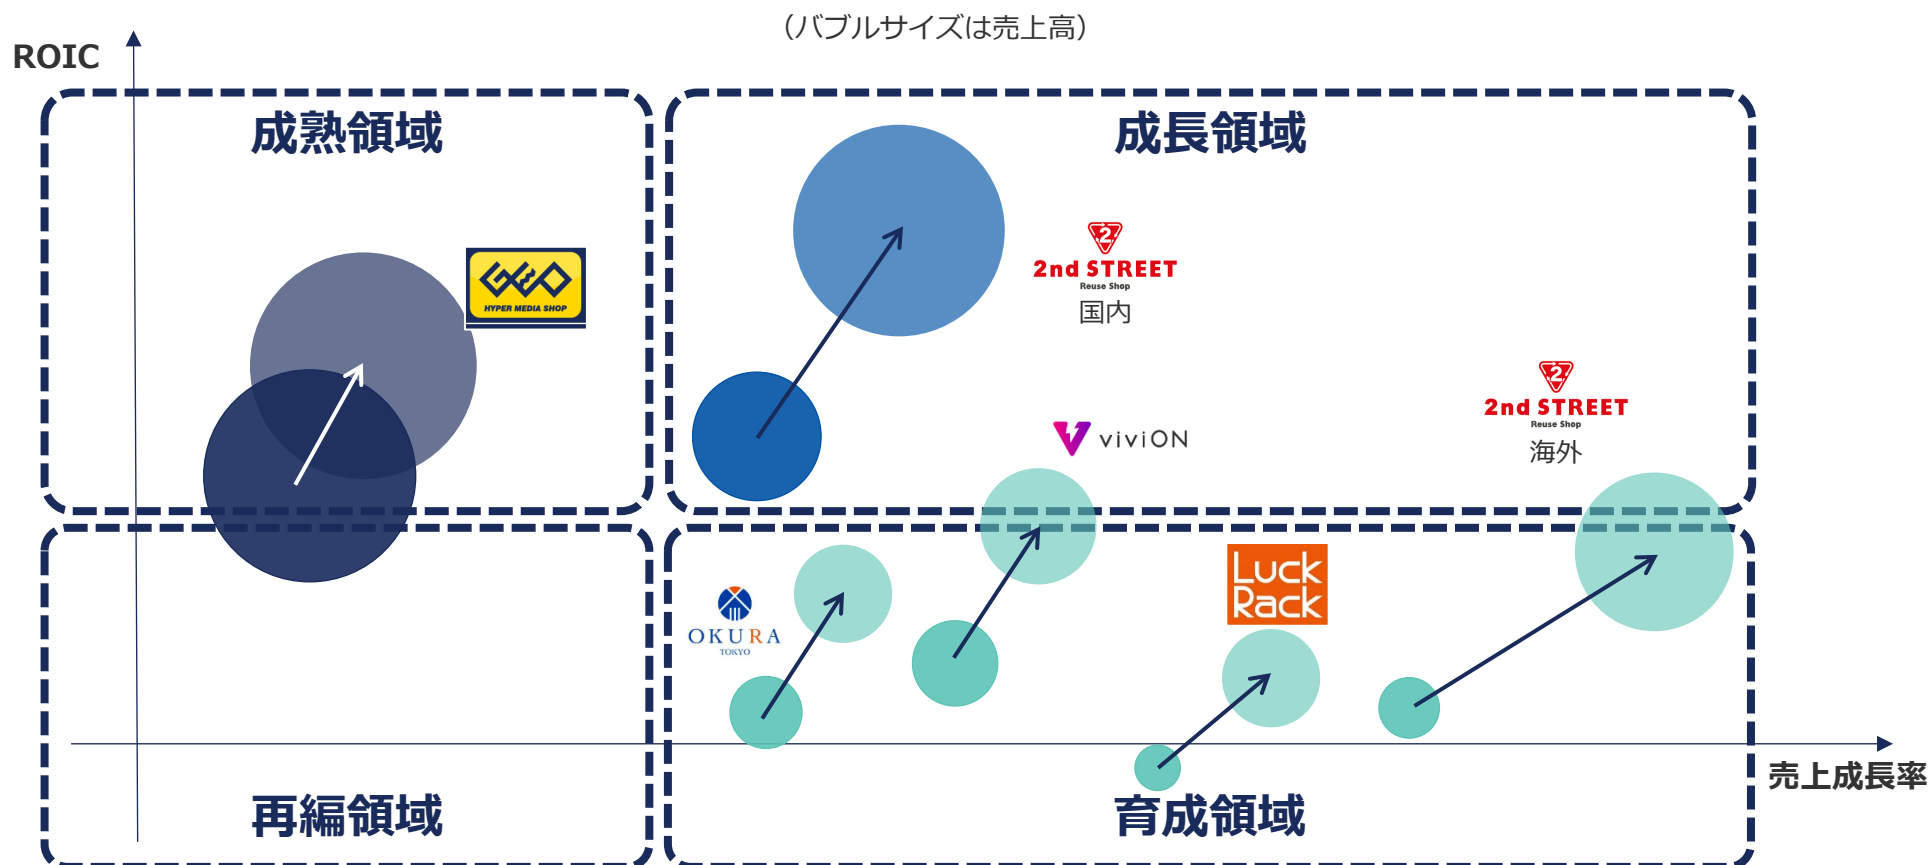 （バブルサイズは売上高）
ROIC
成熟領域
成長領域
GEO
HYPER MEDIA SHOP
2
2nd STREET
Reuse Shop
国内
2
2nd STREET
Reuse Shop
海外
viviON
Luck
Rack
OKURA
TOKYO
売上成長率
再編領域
育成領域